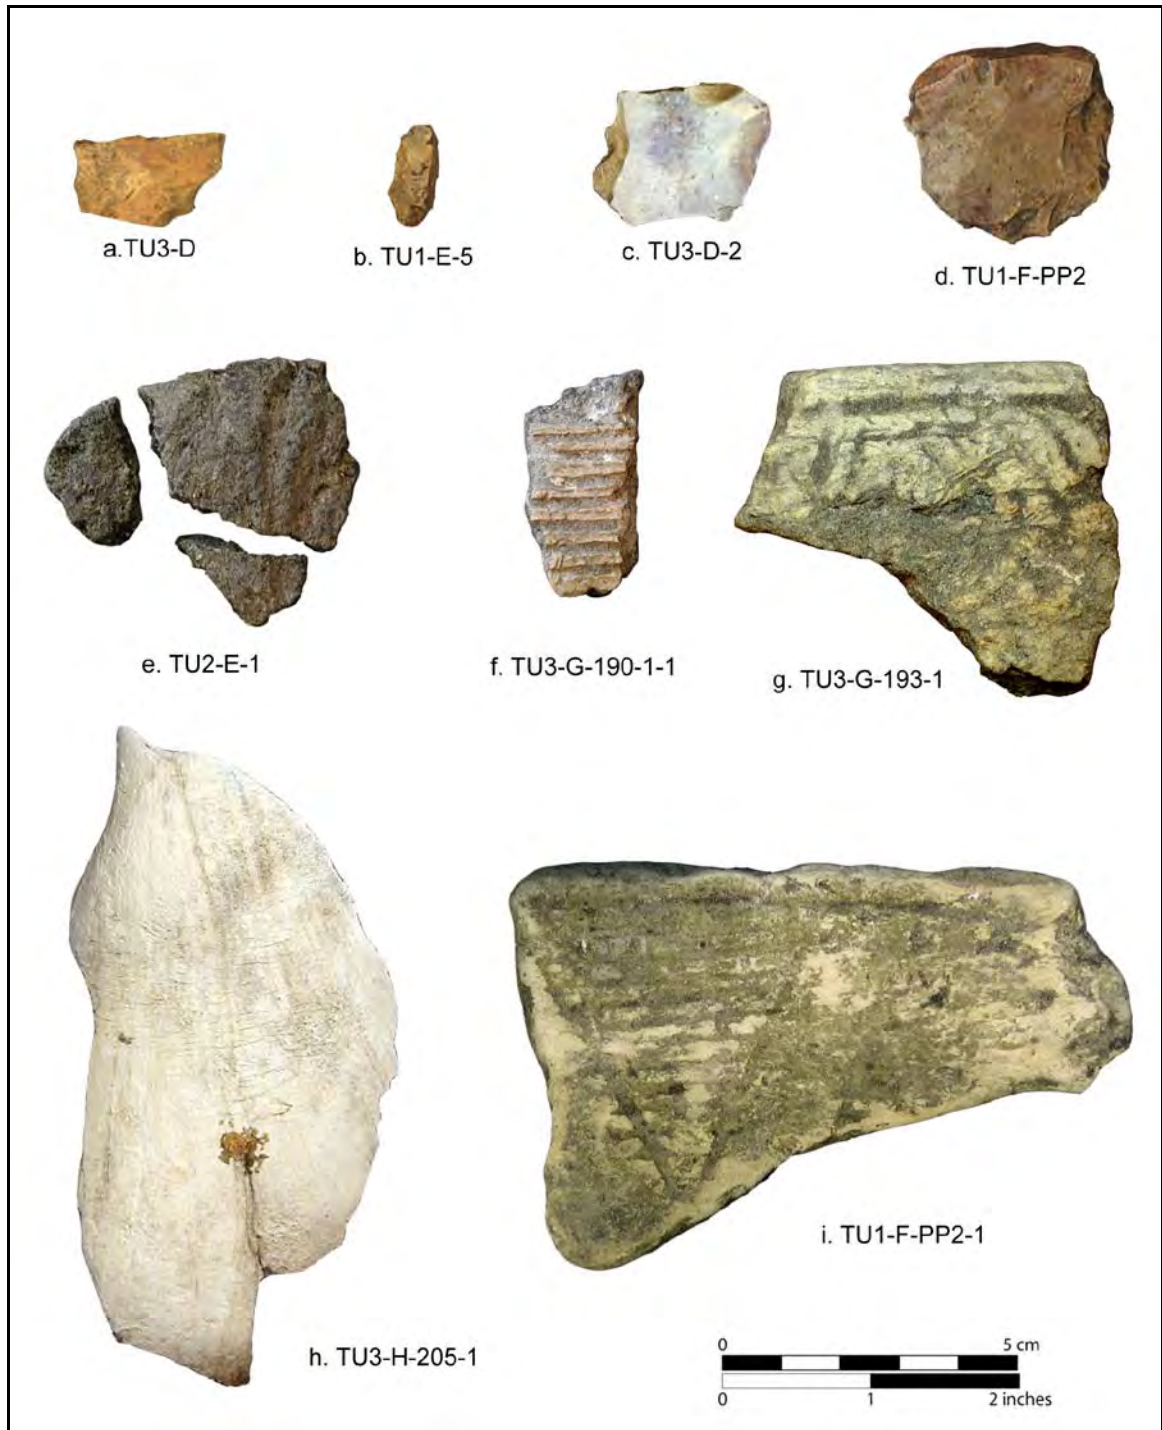 a.TU3-D
b. TU1-E-5
c. TU3-D-2
d. TU1-F-PP2
e. TU2-E-1
f. TU3-G-190-1-1
g. TU3-G-193-1
h. TU3-H-205-1
i. TU1-F-PP2-1
0 5 cm
0 1 2 inches